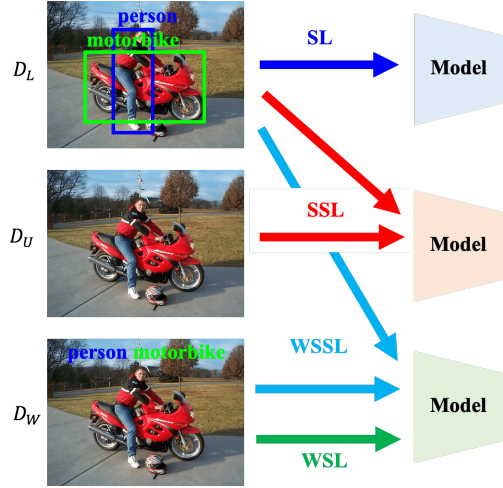 person
motorbike
D_L
SL
Model
D_U
SSL
Model
person motorbike
D_W
WSSL
WSL
Model